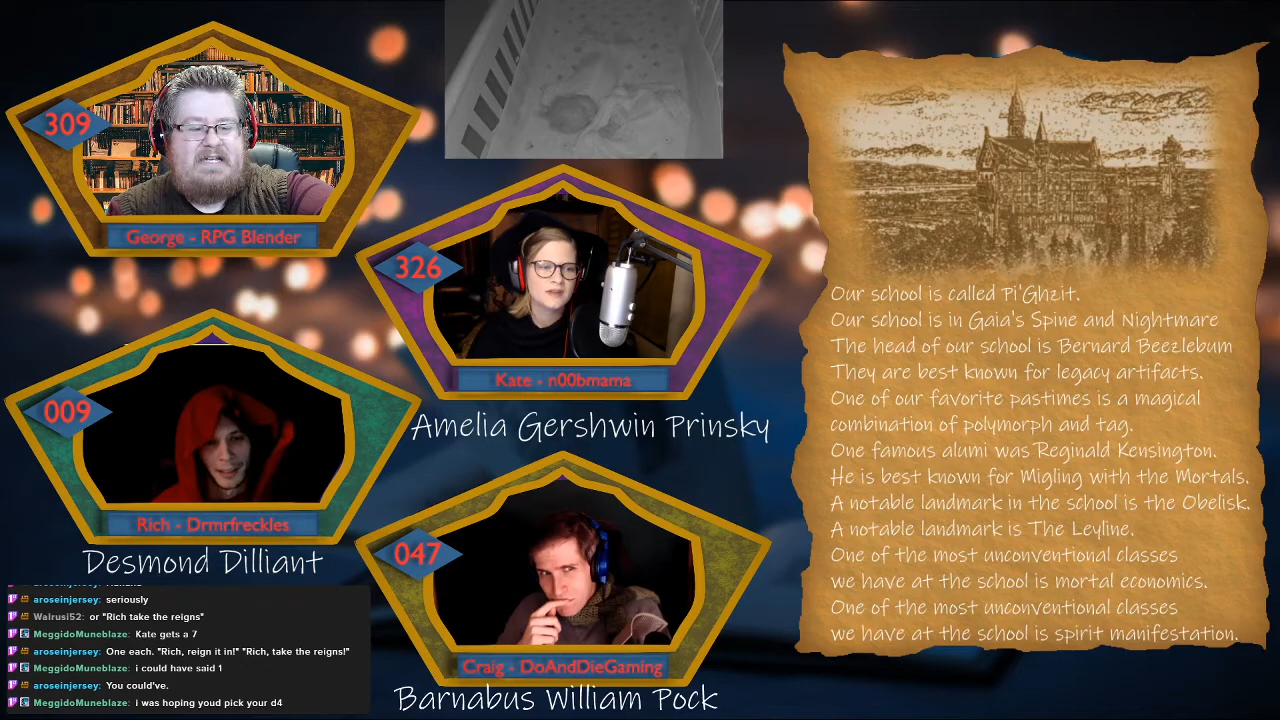 309
George - RPG Blender
326
Kate - n00bmama
Amelia Gershwin Prinsky
009
Rich - Drmrfreckles
Desmond Dilliant
047
Craig - DoAndDieGaming
Barnabus William Pock
aroseinjersey:
aroseinjersey: seriously
Walrusi52: or "Rich take the reigns"
MeggidoMuneblaze: Kate gets a 7
aroseinjersey: One each. "Rich, reign it in!" "Rich, take the reigns!"
MeggidoMuneblaze: i could have said 1
aroseinjersey: You could've.
MeggidoMuneblaze: i was hoping youd pick your d4
Our school is called Pi'Ghzit.
Our school is in Gaia's Spine and Nightmare
The head of our school is Bernard Beezlebum
They are best known for legacy artifacts.
One of our favorite pastimes is a magical
combination of polymorph and tag.
One famous alumi was Reginald Kensington.
He is best known for Migling with the Mortals.
A notable landmark in the school is the Obelisk.
A notable landmark is The Leyline.
One of the most unconventional classes
we have at the school is mortal economics.
One of the most unconventional classes
we have at the school is spirit manifestation.